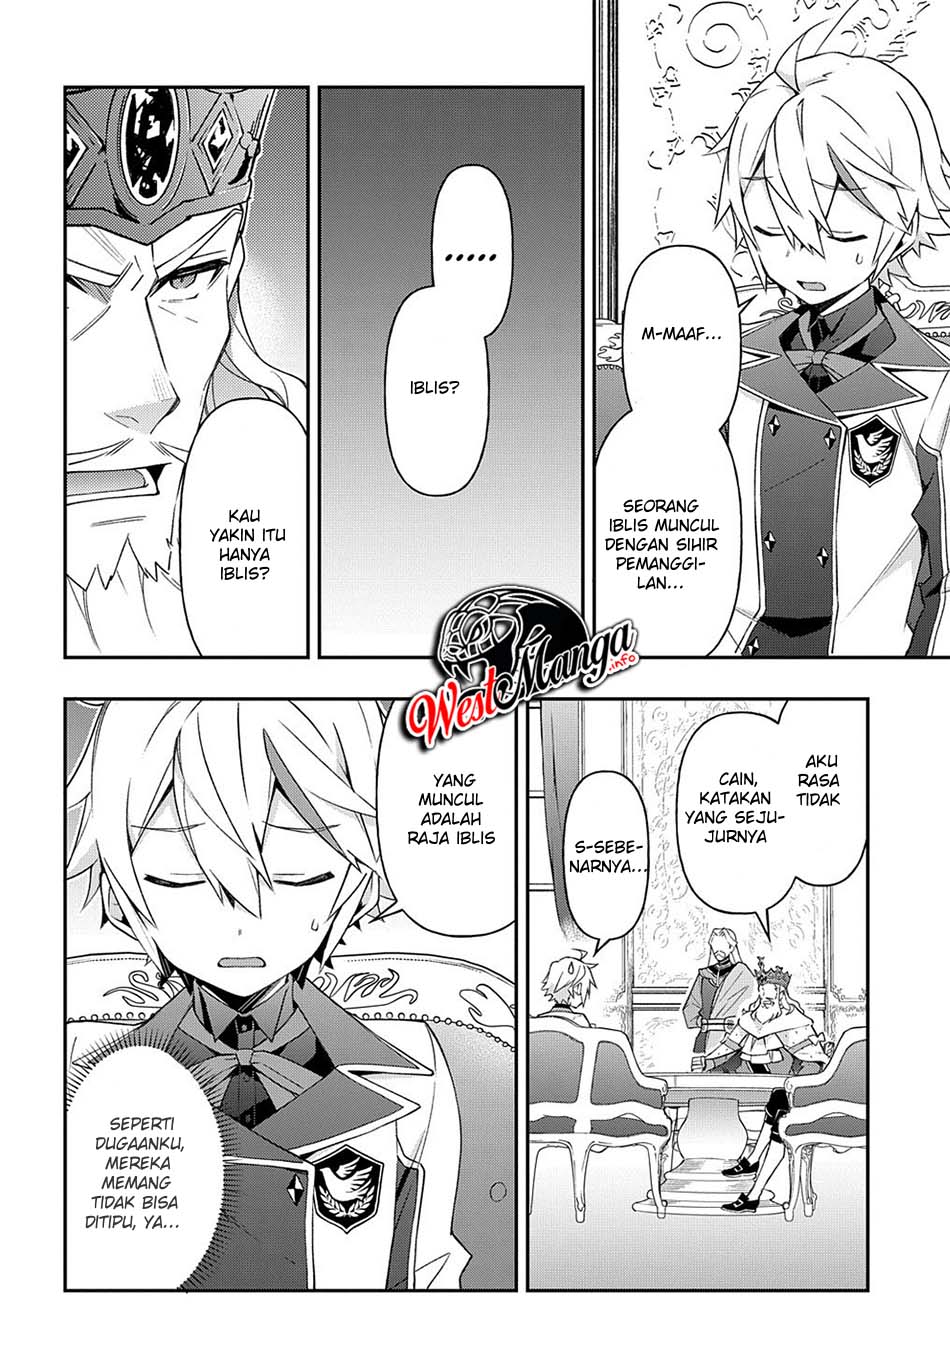 M-MAAF...
SEORANG
IBLIS MUNCUL
DENGAN SIHIR
PEMANGGI-
LAN...
.....
IBLIS?
KAU
YAKIN ITU
HANYA
IBLIS?
WestManga
.info
AKU
RASA
TIDAK
CAIN,
KATAKAN
YANG SEJU-
JURNYA
S-SEBE-
NARNYA...
YANG
MUNCUL
ADALAH
RAJA IBLIS
SEPERTI
DUGAANKU,
MEREKA
MEMANG
TIDAK BISA
DITIPU, YA...